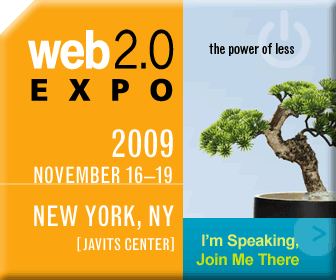 web2.0
EXPO
2009
NOVEMBER 16–19
NEW YORK, NY
[JAVITS CENTER]
the power of less
I'm Speaking,
Join Me There